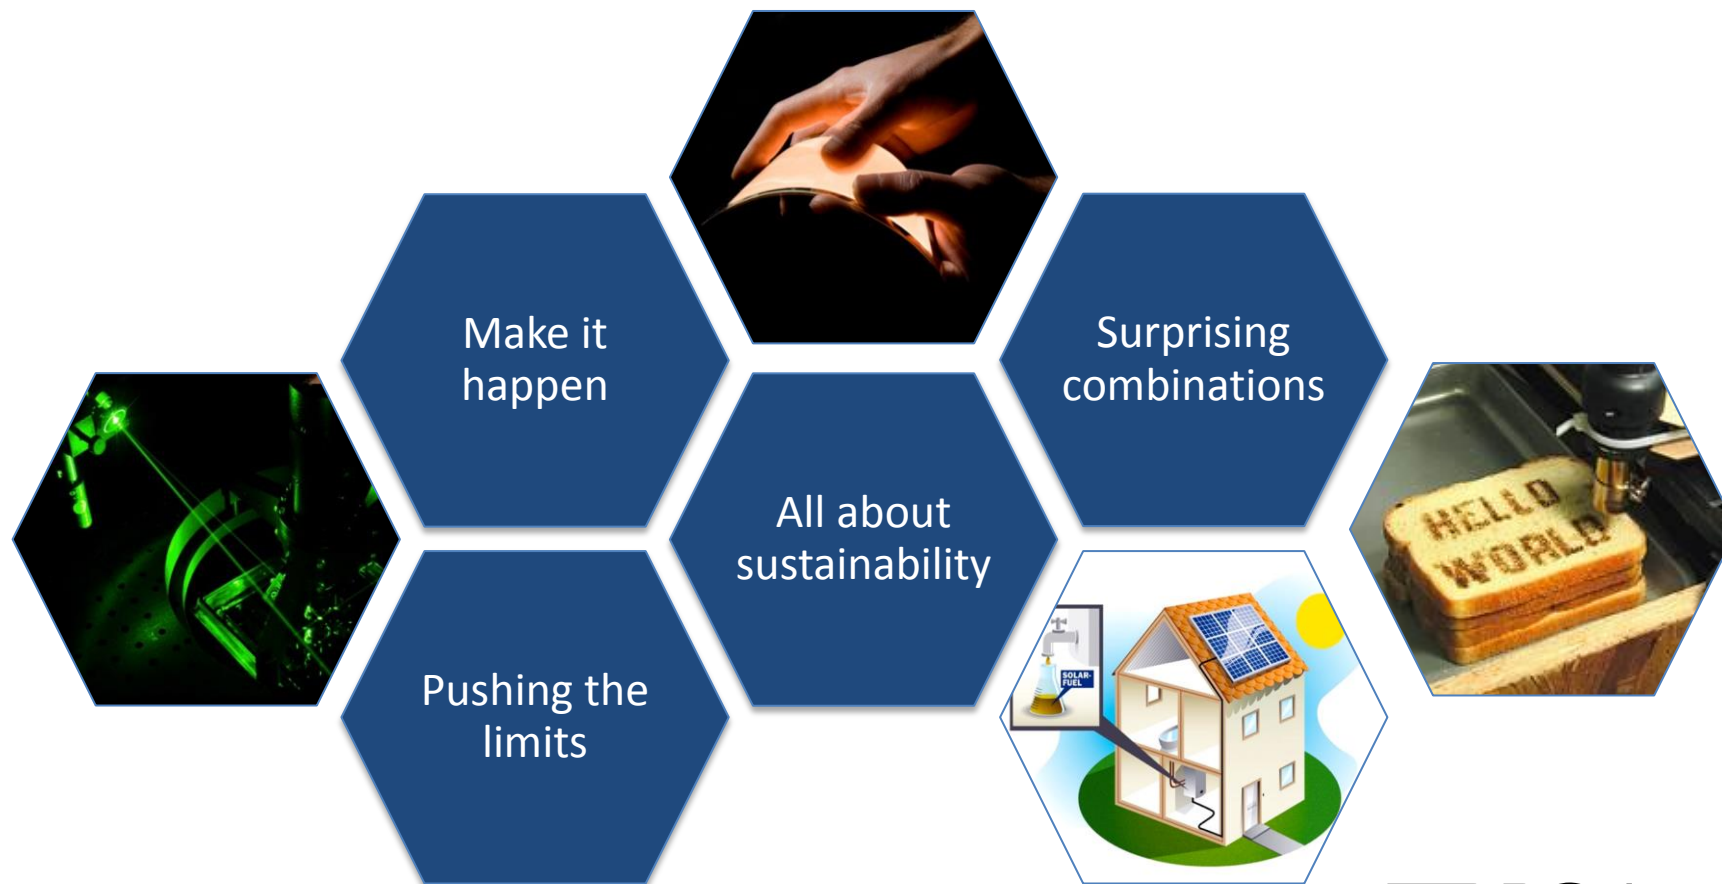 Make it
happen
Surprising
combinations
All about
sustainability
HELLO
WORLD
Pushing the
limits
SOLAR-
FUEL